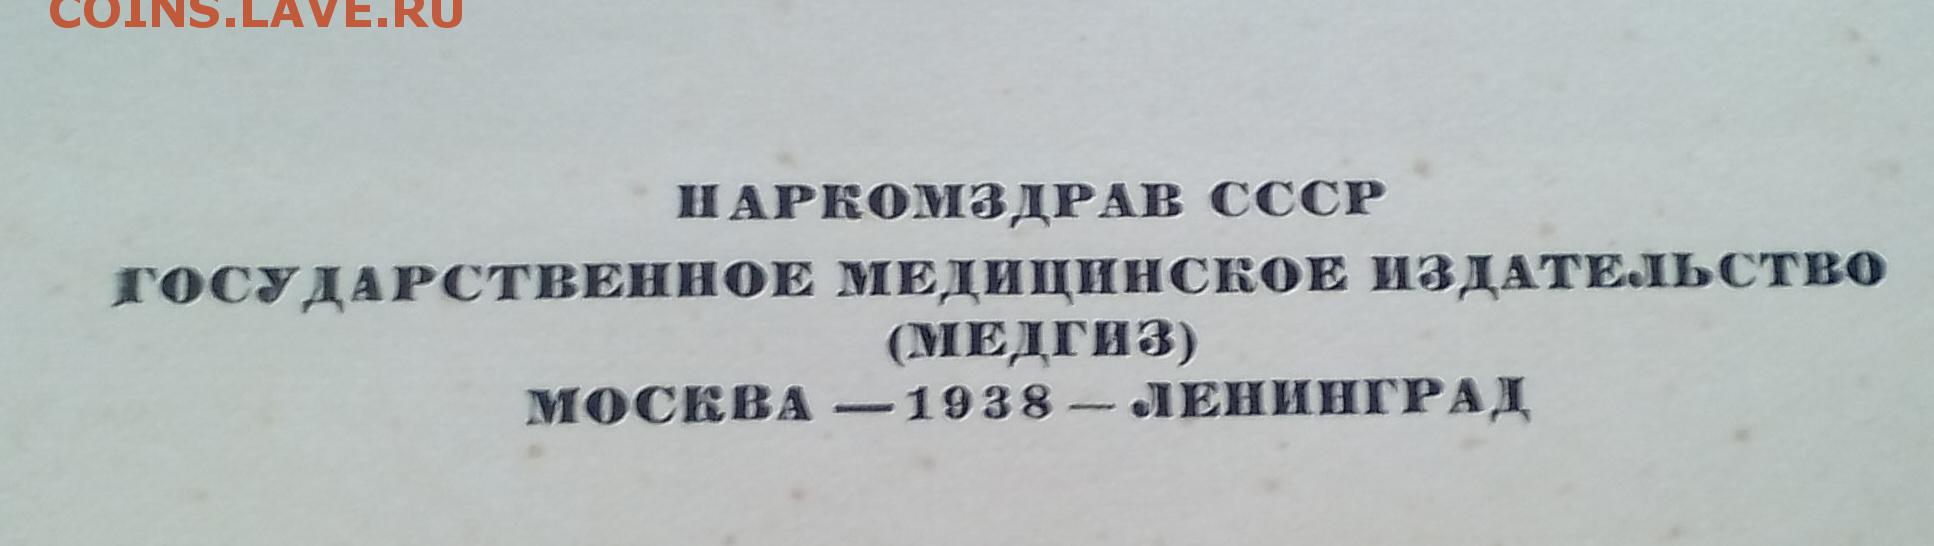 COINS.LAVE.RU
НАРКОМЗДРАВ СССР
ГОСУДАРСТВЕННОЕ МЕДИЦИНСКОЕ ИЗДАТЕЛЬСТВО
(МЕДГИЗ)
МОСКВА — 1938 — ЛЕНИНГРАД